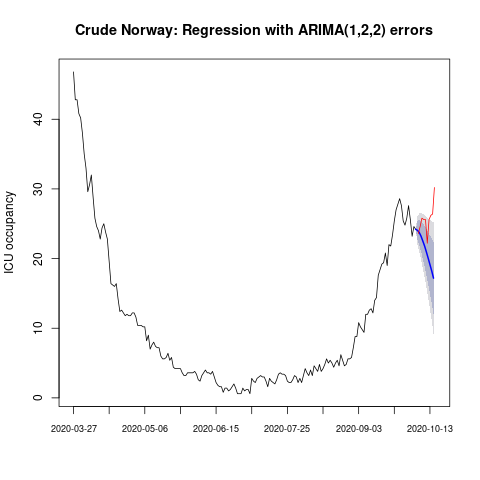 Crude Norway: Regression with ARIMA(1,2,2) errors
ICU occupancy
40
30
20
10
0
2020-03-27 2020-05-06 2020-06-15 2020-07-25 2020-09-03 2020-10-13